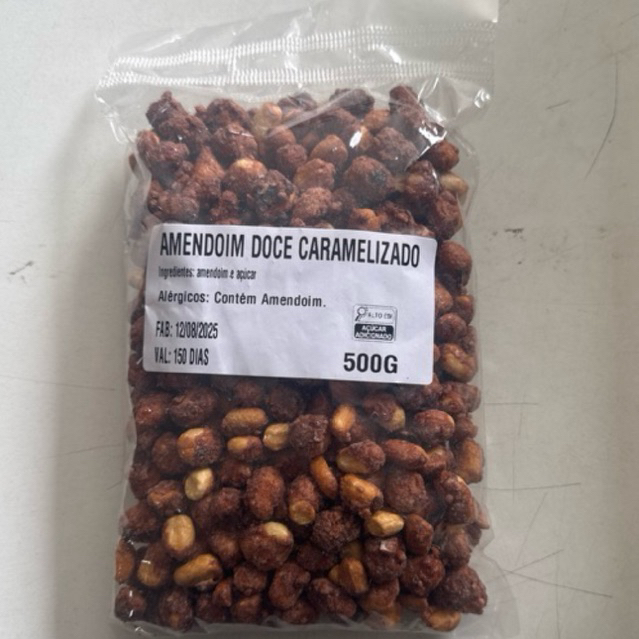 AMENDOIM DOCE CARAMELIZADO
Ingredientes: amendoim e açúcar
Alérgicos: Contêm Amendoim.
FAB: 12/08/2025
VAL: 150 DIAS
ALTO EM
AÇÚCAR
ADICIONADO
500G